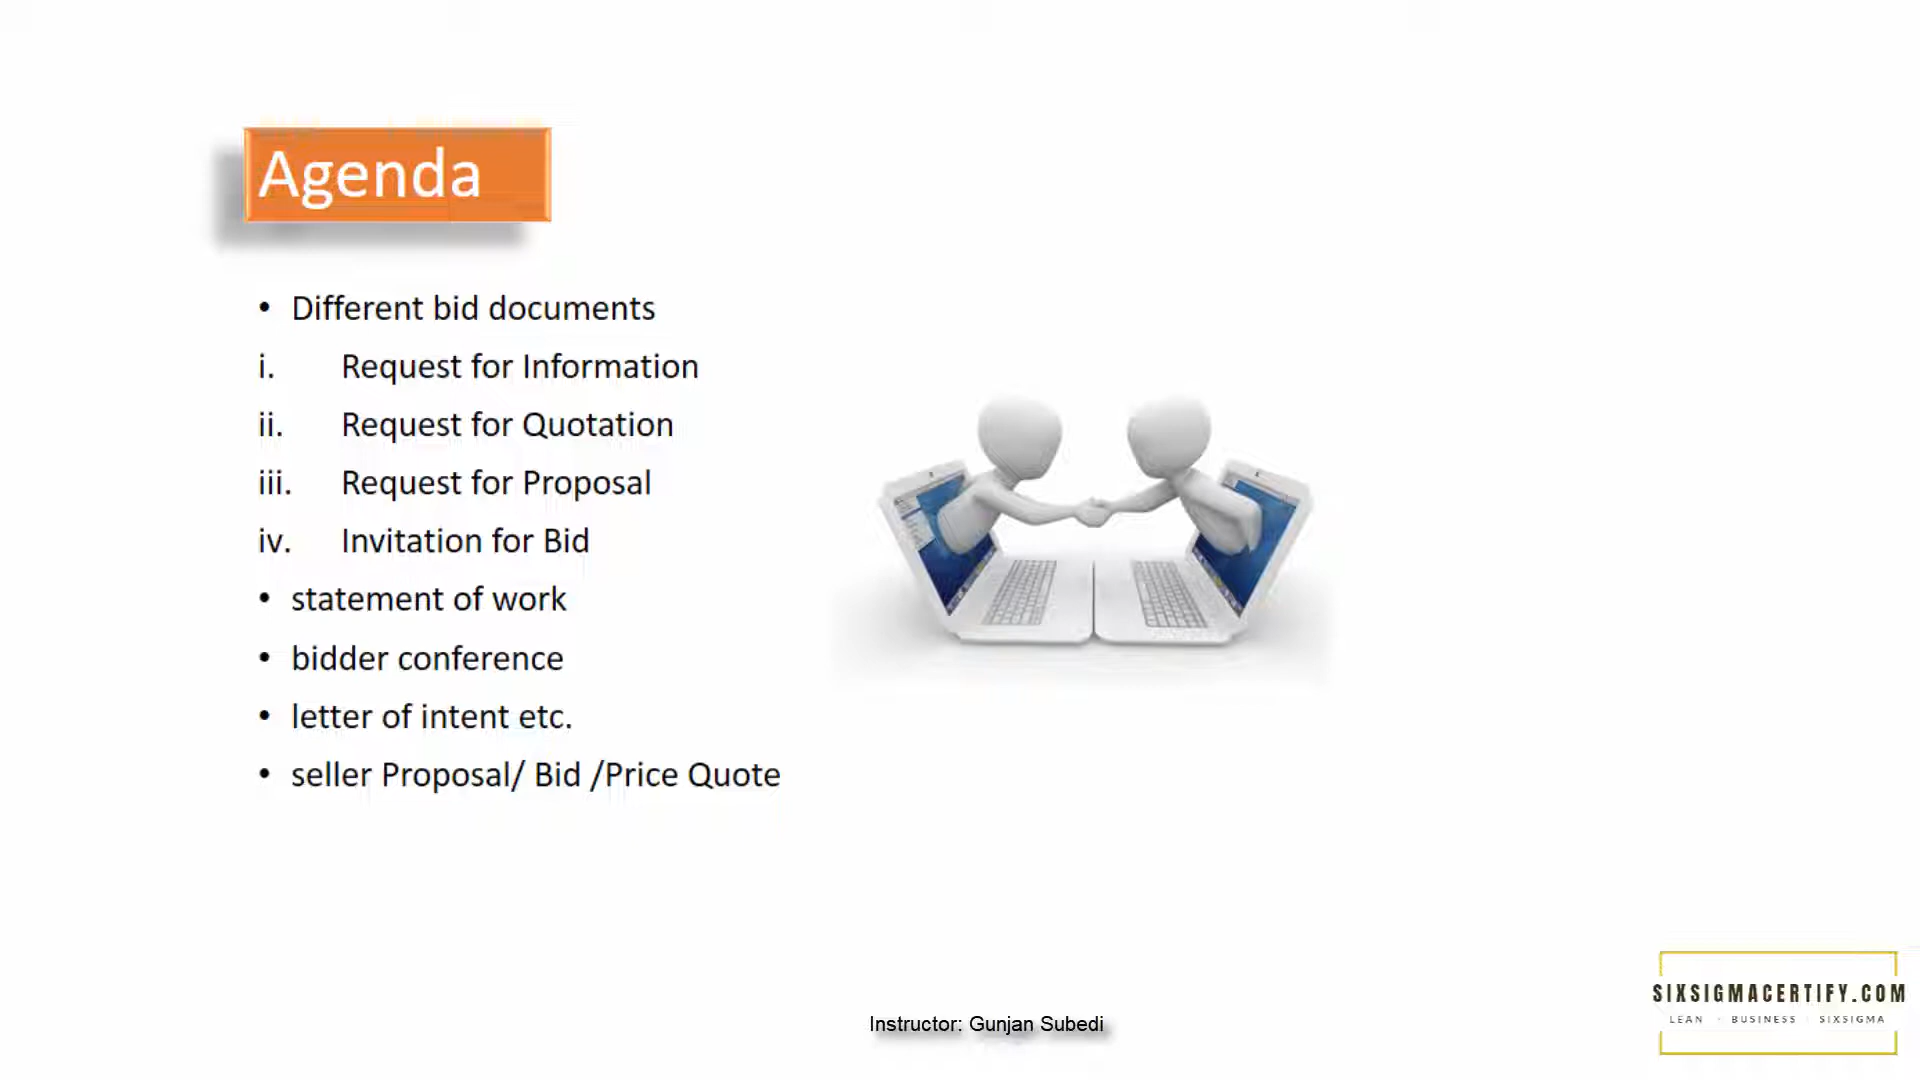 Agenda
• Different bid documents
i. Request for Information
ii. Request for Quotation
iii. Request for Proposal
iv. Invitation for Bid
• statement of work
• bidder conference
• letter of intent etc.
• seller Proposal/ Bid /Price Quote
Instructor: Gunjan Subedi
SIXSIGMACERTIFY.COM
LEAN · BUSINESS · SIXSIGMA